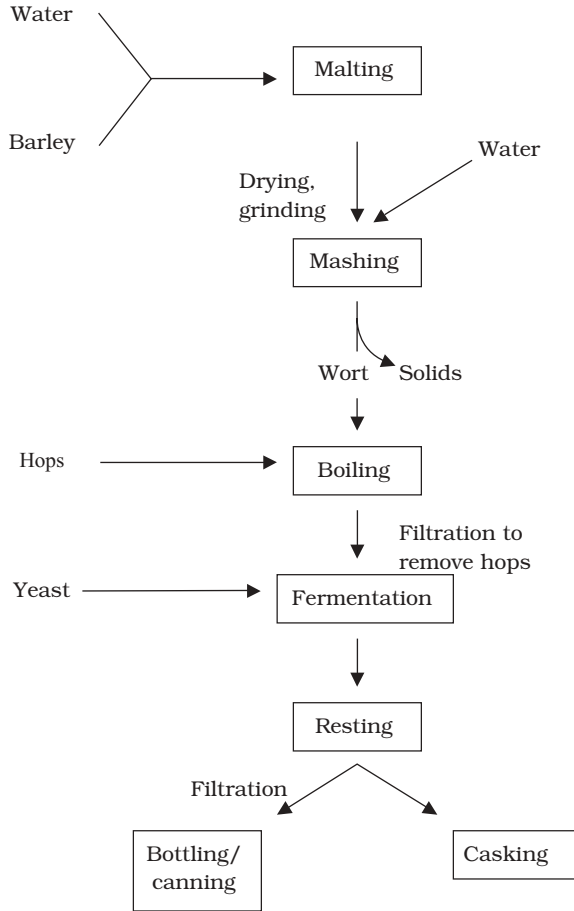 Water
Malting
Barley
Water
Drying,
grinding
Mashing
Wort
Solids
Hops
Boiling
Filtration to
remove hops
Yeast
Fermentation
Resting
Filtration
Bottling/
canning
Casking